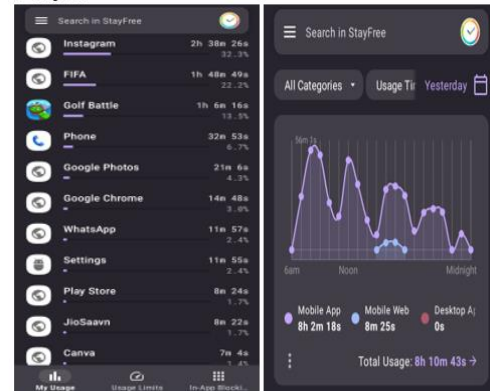 Search in StayFree
Instagram 2h 38m 26s
32.3%
FIFA 1h 48m 49s
22.2%
Golf Battle 1h 6m 16s
13.5%
Phone 32m 53s
6.7%
Google Photos 21m 6s
4.3%
Google Chrome 14m 48s
3.0%
WhatsApp 11m 57s
2.4%
Settings 11m 55s
2.4%
Play Store 8m 24s
1.7%
JioSaavn 8m 22s
1.7%
Canva 7m 4s
1.4%
My Usage Usage Limits In-App Blocki..
Search in StayFree
All Categories Usage Tir Yesterday
56m 1s
6am Noon Midnight
Mobile App Mobile Web Desktop A
8h 2m 18s 8m 25s 0s
Total Usage: 8h 10m 43s